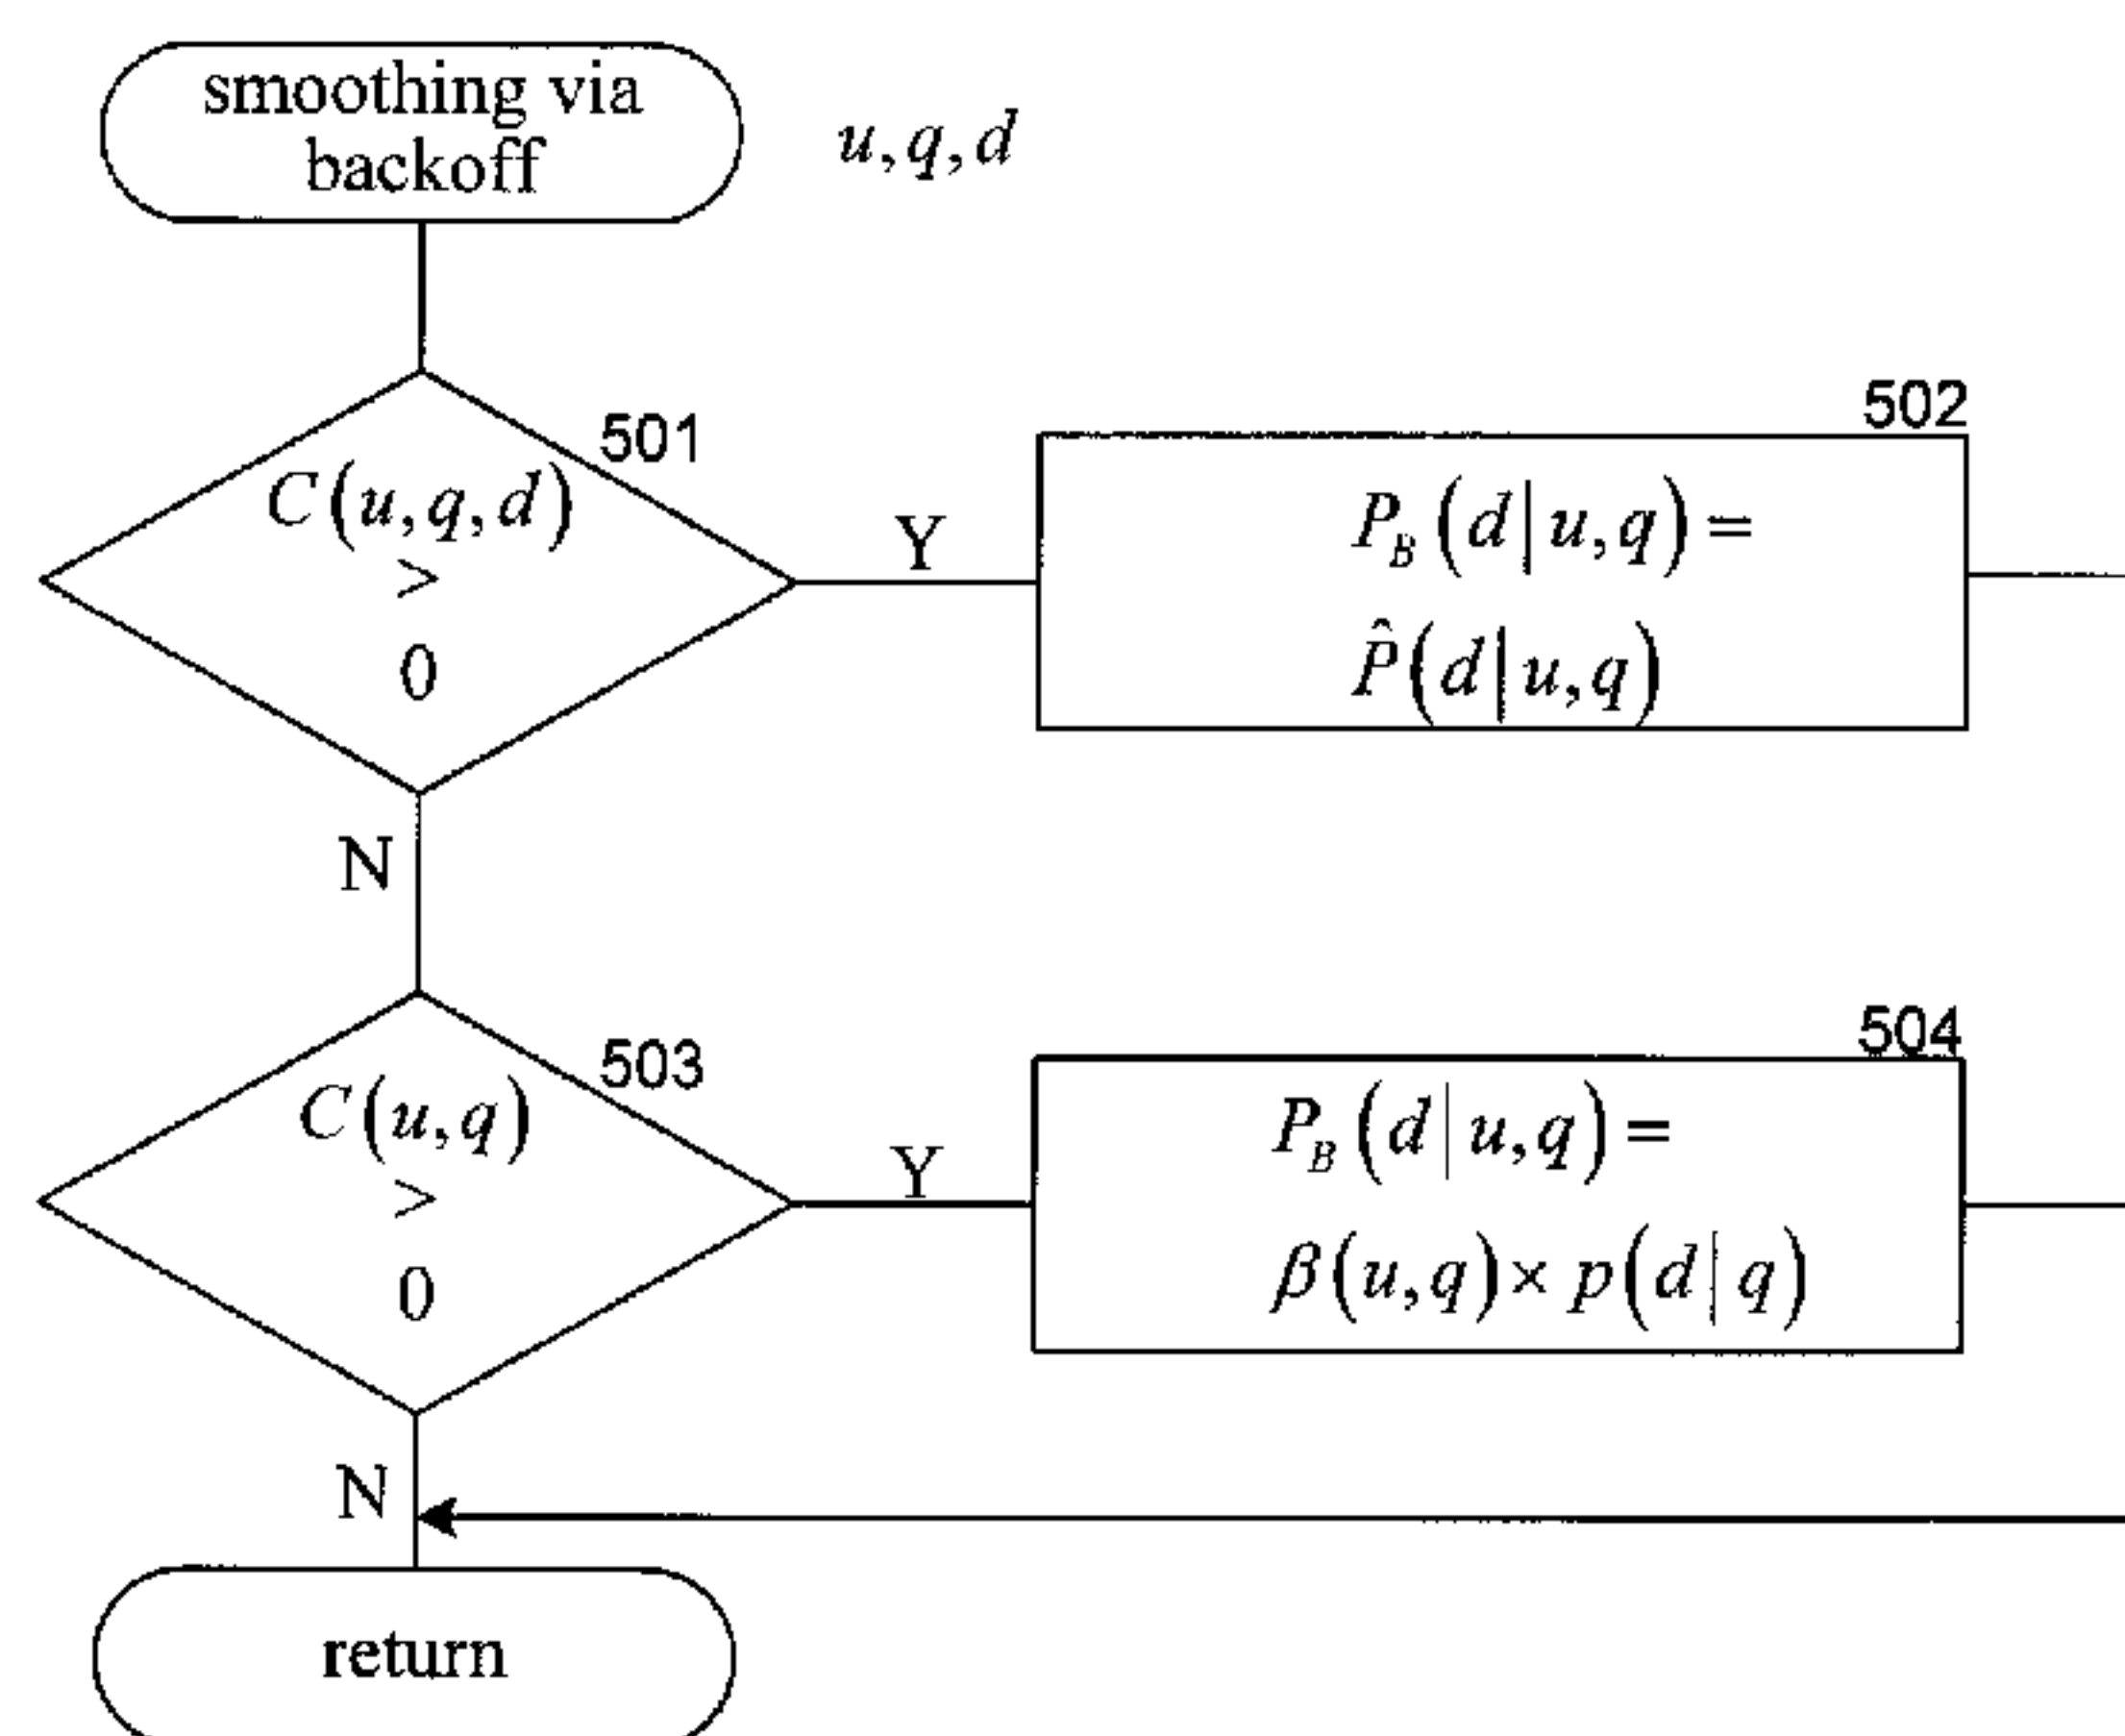 smoothing via
backoff
u, q, d
501
C(u, q, d)
>
0
Y
502
P_B(d | u, q) =
P̂(d | u, q)
N
503
C(u, q)
>
0
Y
504
P_B(d | u, q) =
β(u, q) × p(d | q)
N
return